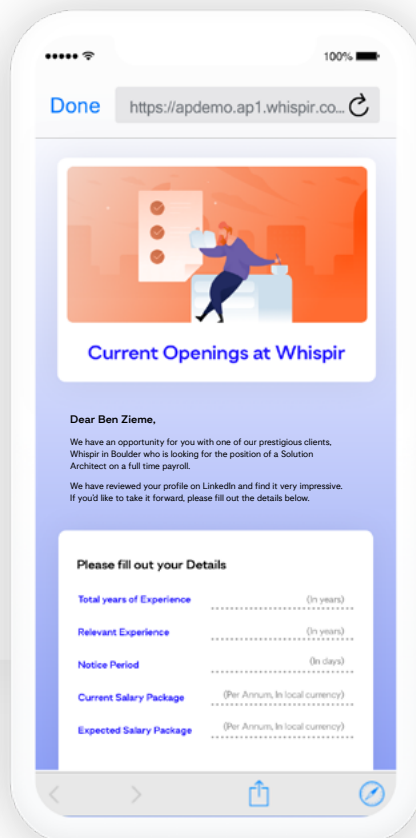 100%
Done
https://apdemo.ap1.whispir.co...
Current Openings at Whispir
Dear Ben Zieme,
We have an opportunity for you with one of our prestigious clients,
Whispir in Boulder who is looking for the position of a Solution
Architect on a full time payroll.
We have reviewed your profile on LinkedIn and find it very impressive.
If you'd like to take it forward, please fill out the details below.
Please fill out your Details
Total years of Experience (In years)
Relevant Experience (In years)
Notice Period (In days)
Current Salary Package (Per Annum, In local currency)
Expected Salary Package (Per Annum, In local currency)